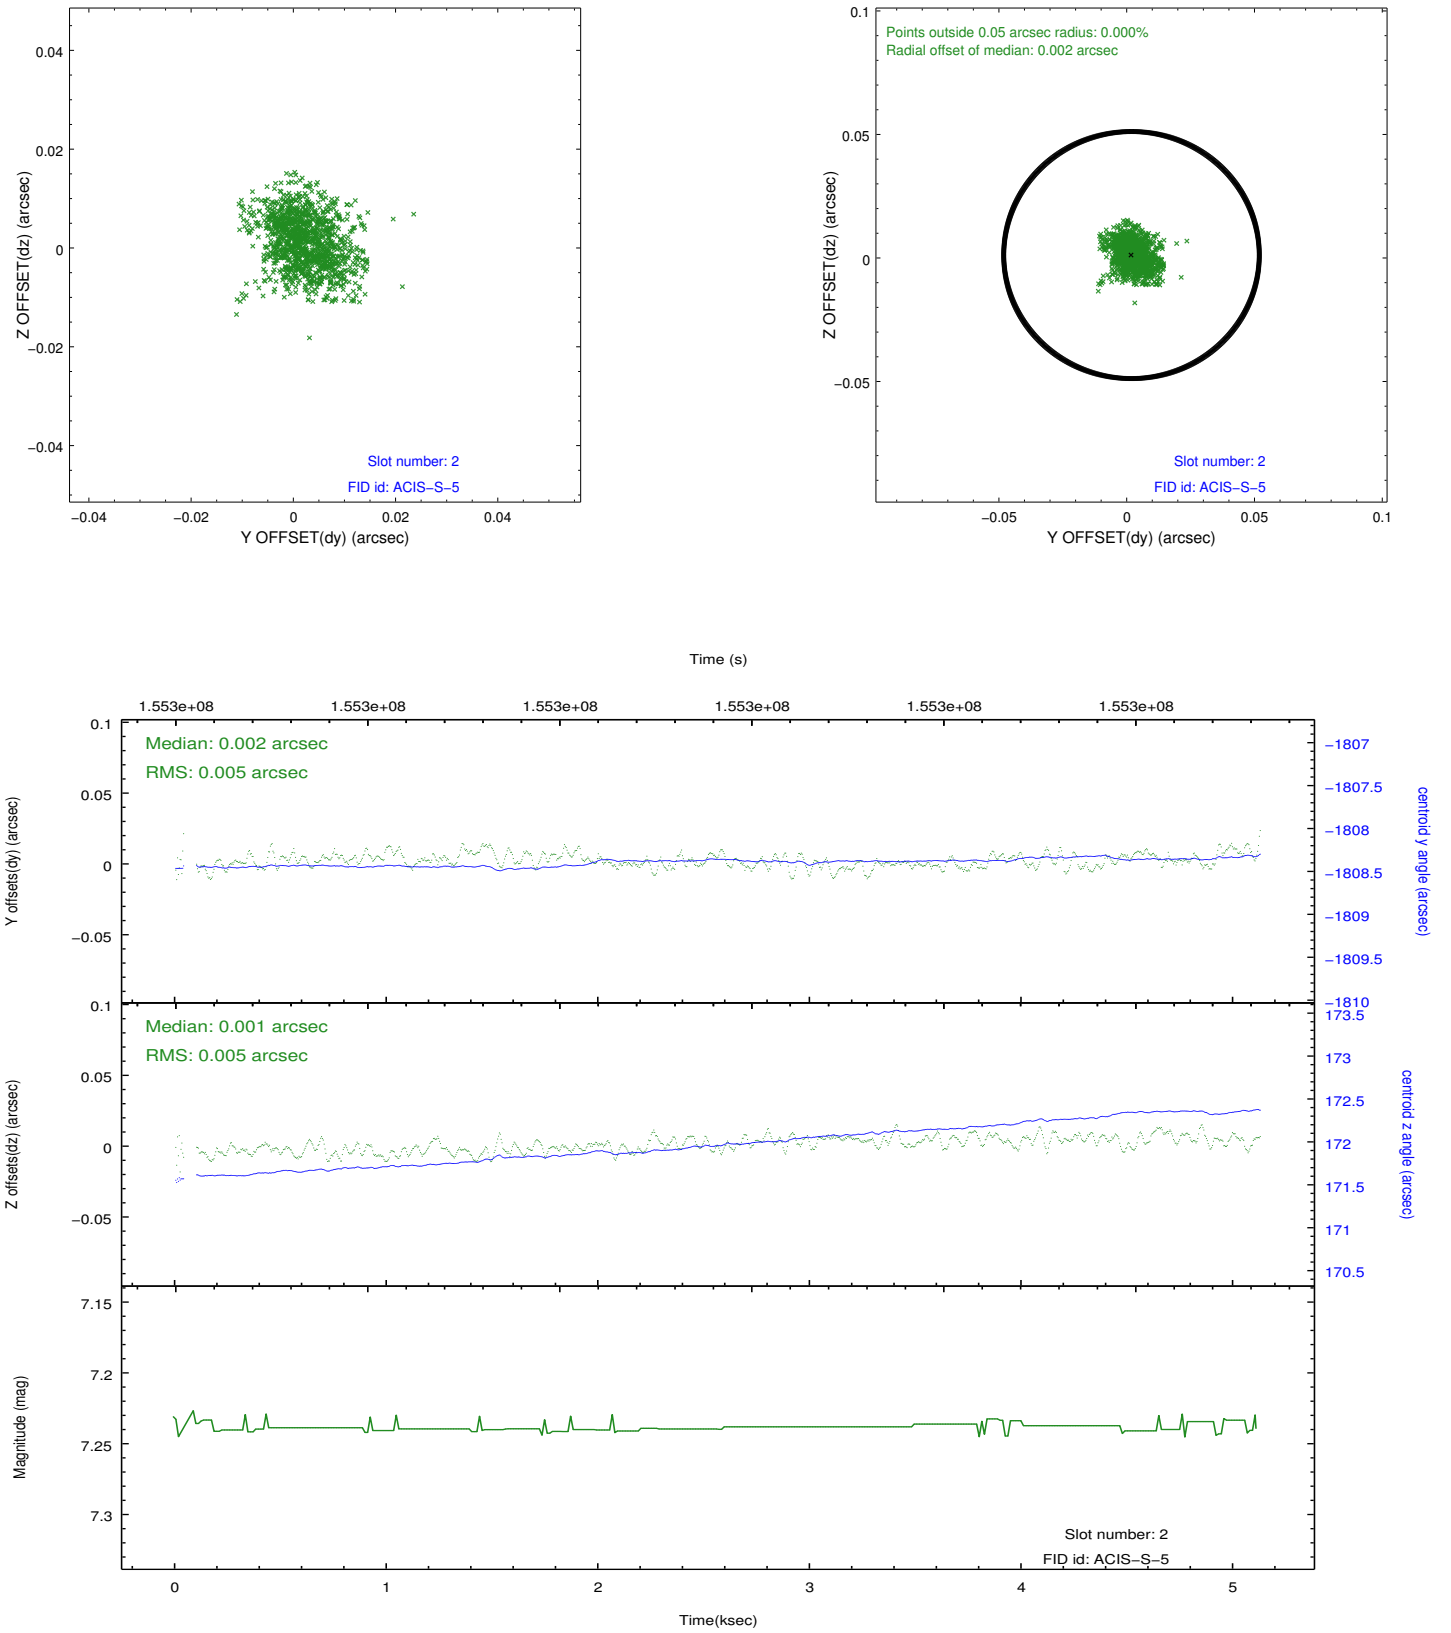 0.04
0.02
0
−0.02
−0.04
Z OFFSET(dz) (arcsec)
Slot number: 2
FID id: ACIS−S−5
−0.04
−0.02
0
0.02
0.04
Y OFFSET(dy) (arcsec)
0.1
0.05
0
−0.05
Z OFFSET(dz) (arcsec)
Points outside 0.05 arcsec radius: 0.000%
Radial offset of median: 0.002 arcsec
Slot number: 2
FID id: ACIS−S−5
−0.05
0
0.05
0.1
Y OFFSET(dy) (arcsec)
Time (s)
1.553e+08
1.553e+08
1.553e+08
1.553e+08
1.553e+08
1.553e+08
0.1
0.05
0
−0.05
Y offsets(dy) (arcsec)
Median: 0.002 arcsec
RMS: 0.005 arcsec
−1807
−1807.5
−1808
−1808.5
−1809
−1809.5
−1810
centroid y angle (arcsec)
0.1
0.05
0
−0.05
Z offsets(dz) (arcsec)
Median: 0.001 arcsec
RMS: 0.005 arcsec
173.5
173
172.5
172
171.5
171
170.5
centroid z angle (arcsec)
7.15
7.2
7.25
7.3
Magnitude (mag)
Slot number: 2
FID id: ACIS−S−5
0
1
2
3
4
5
Time(ksec)